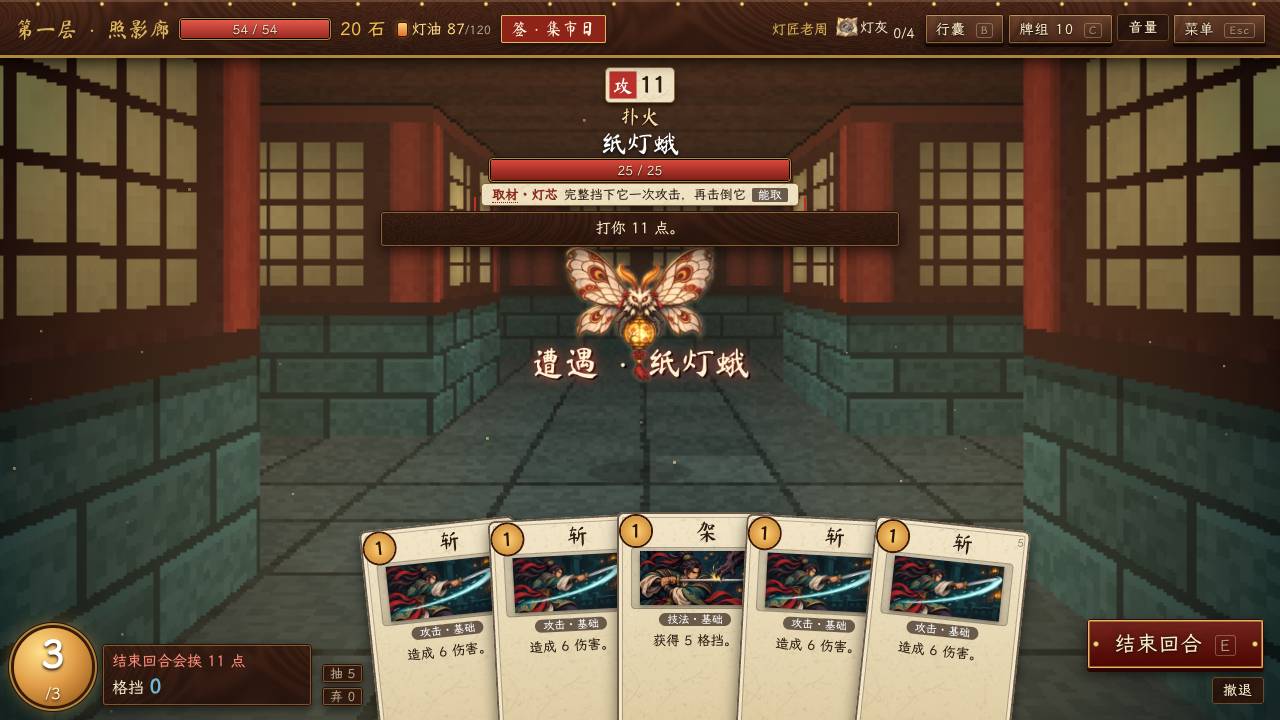 第一层 · 照影廊 54 / 54 20 石 灯油 87/120 签 · 集市日 灯匠老周 灯灰 0/4 行囊 B 牌组 10 C 音量 菜单 Esc
攻 11
扑火
纸灯蛾
25 / 25
取材·灯芯 完整挡下它一次攻击，再击倒它 能取
打你 11 点。
遭遇 · 纸灯蛾
1 斩
攻击·基础
造成 6 伤害。
1 斩
攻击·基础
造成 6 伤害。
1 架
技法·基础
获得 5 格挡。
1 斩
攻击·基础
造成 6 伤害。
1 斩 5
攻击·基础
造成 6 伤害。
3
/3
结束回合会挨 11 点
格挡 0
抽 5
弃 0
结束回合 E
撤退